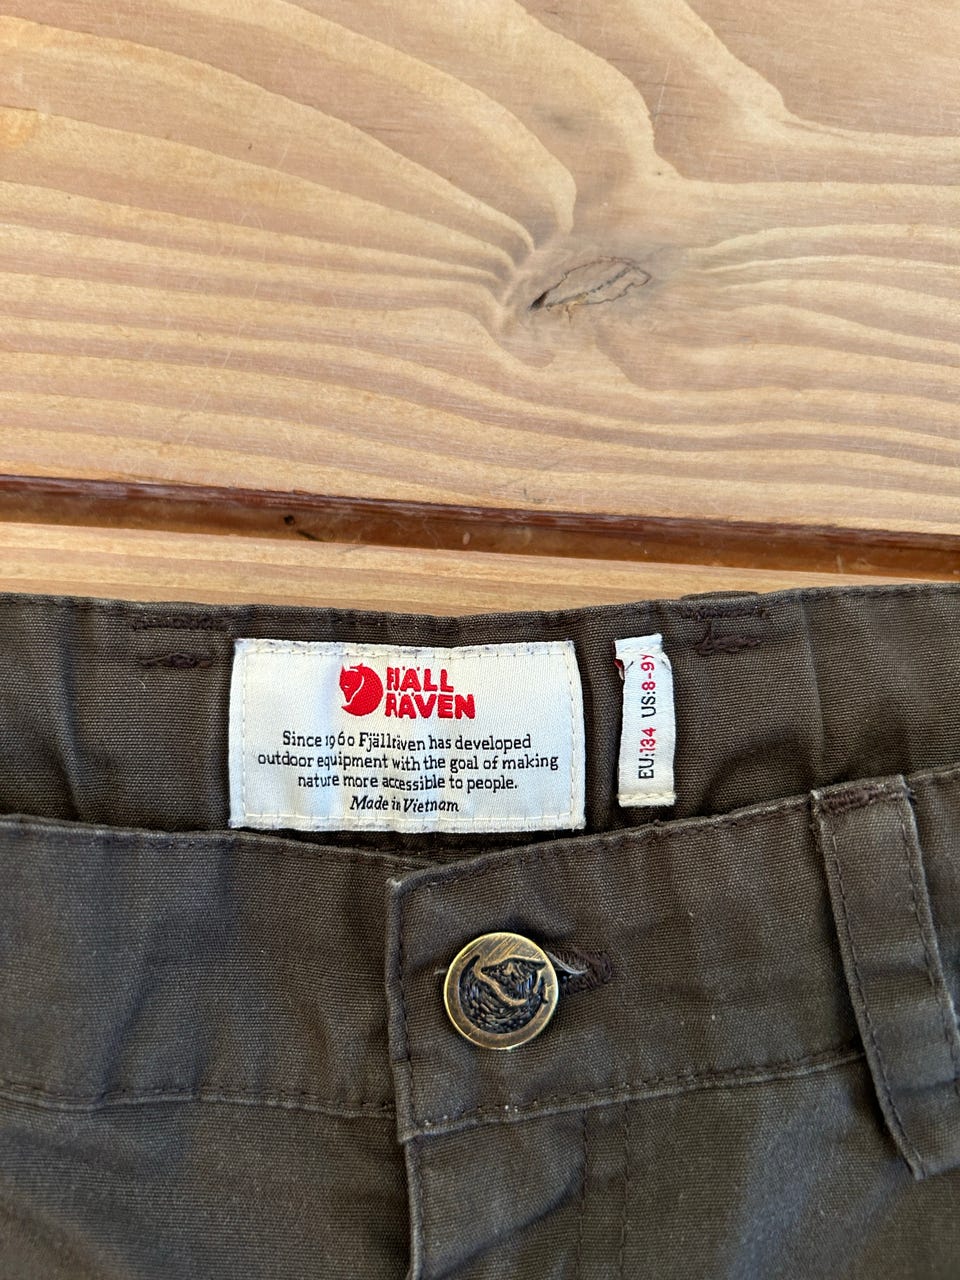 FJÄLL
RÄVEN
Since 1960 Fjällräven has developed
outdoor equipment with the goal of making
nature more accessible to people.
Made in Vietnam
EU:134 US:8-9Y